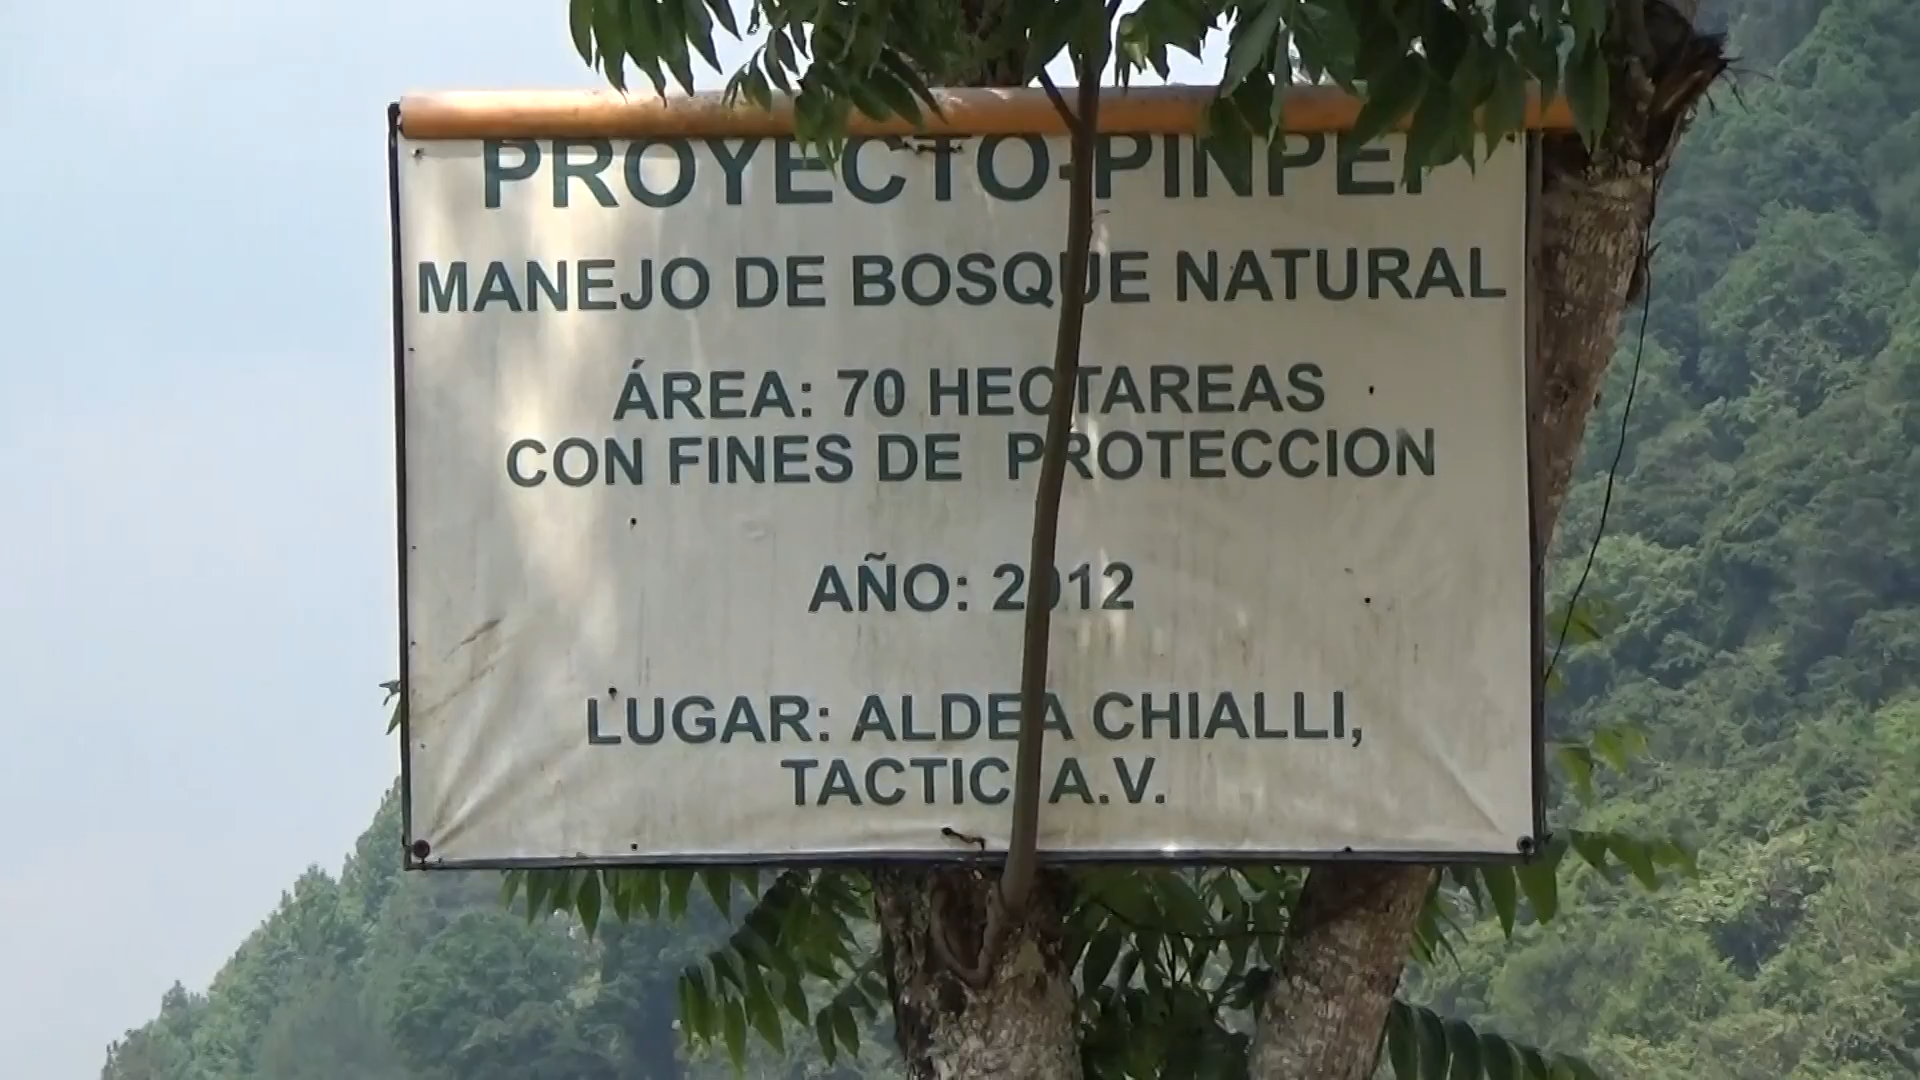 PROYECTO-PINPEP
MANEJO DE BOSQUE NATURAL
ÁREA: 70 HECTAREAS
CON FINES DE PROTECCION
AÑO: 2012
LUGAR: ALDEA CHIALLI,
TACTIC A.V.